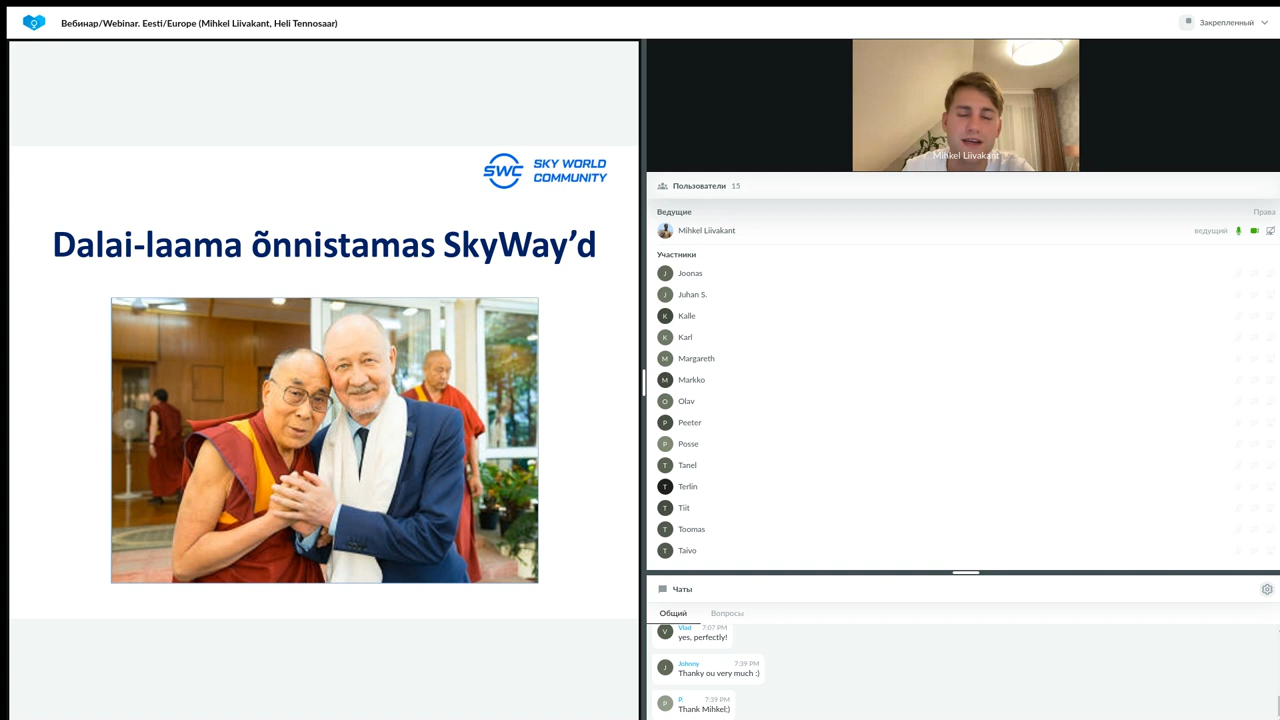 Вебинар/Webinar. Eesti/Europe (Mihkel Liivakant, Heli Tennosaar)
Закрепленный
SWC SKY WORLD
COMMUNITY
Dalai-laama õnnistamas SkyWay’d
Mihkel Liivakant
Пользователи 15
Ведущие Права
Mihkel Liivakant ведущий
Участники
J Joonas
J Juhan S.
K Kalle
K Karl
M Margareth
M Markko
O Olav
P Peeter
P Posse
T Tanel
T Terlin
T Tiit
T Toomas
T Taivo
Чаты
Общий Вопросы
V Vlad 7:07 PM
yes, perfectly!
J Johnny 7:39 PM
Thanky ou very much :)
P P. 7:39 PM
Thank Mihkel;)